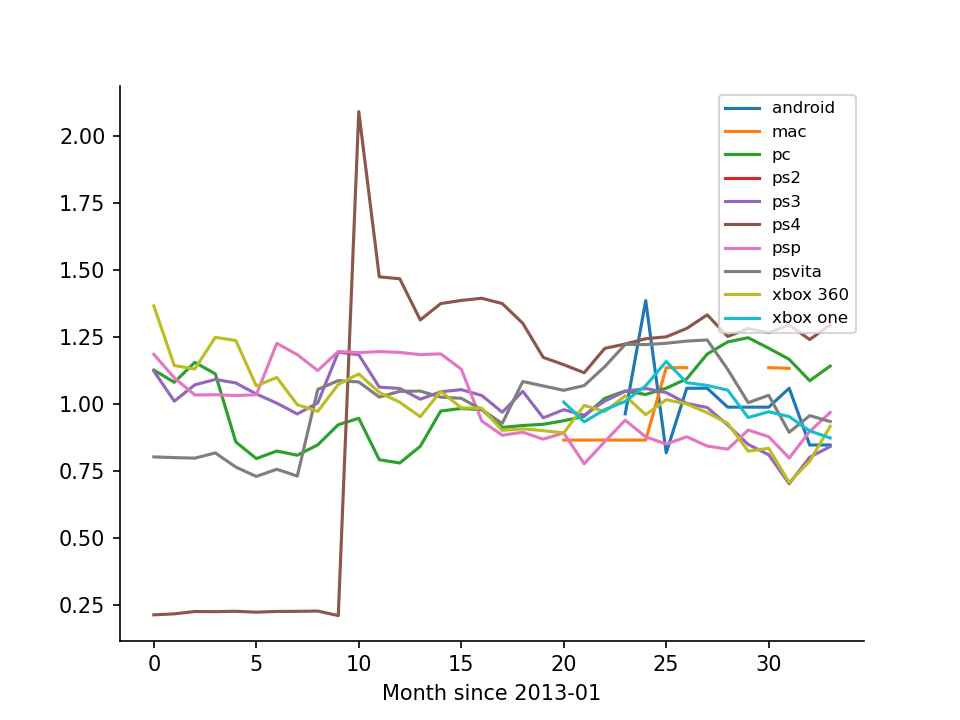 2.00
1.75
1.50
1.25
1.00
0.75
0.50
0.25
0 5 10 15 20 25 30
Month since 2013-01
android
mac
pc
ps2
ps3
ps4
psp
psvita
xbox 360
xbox one